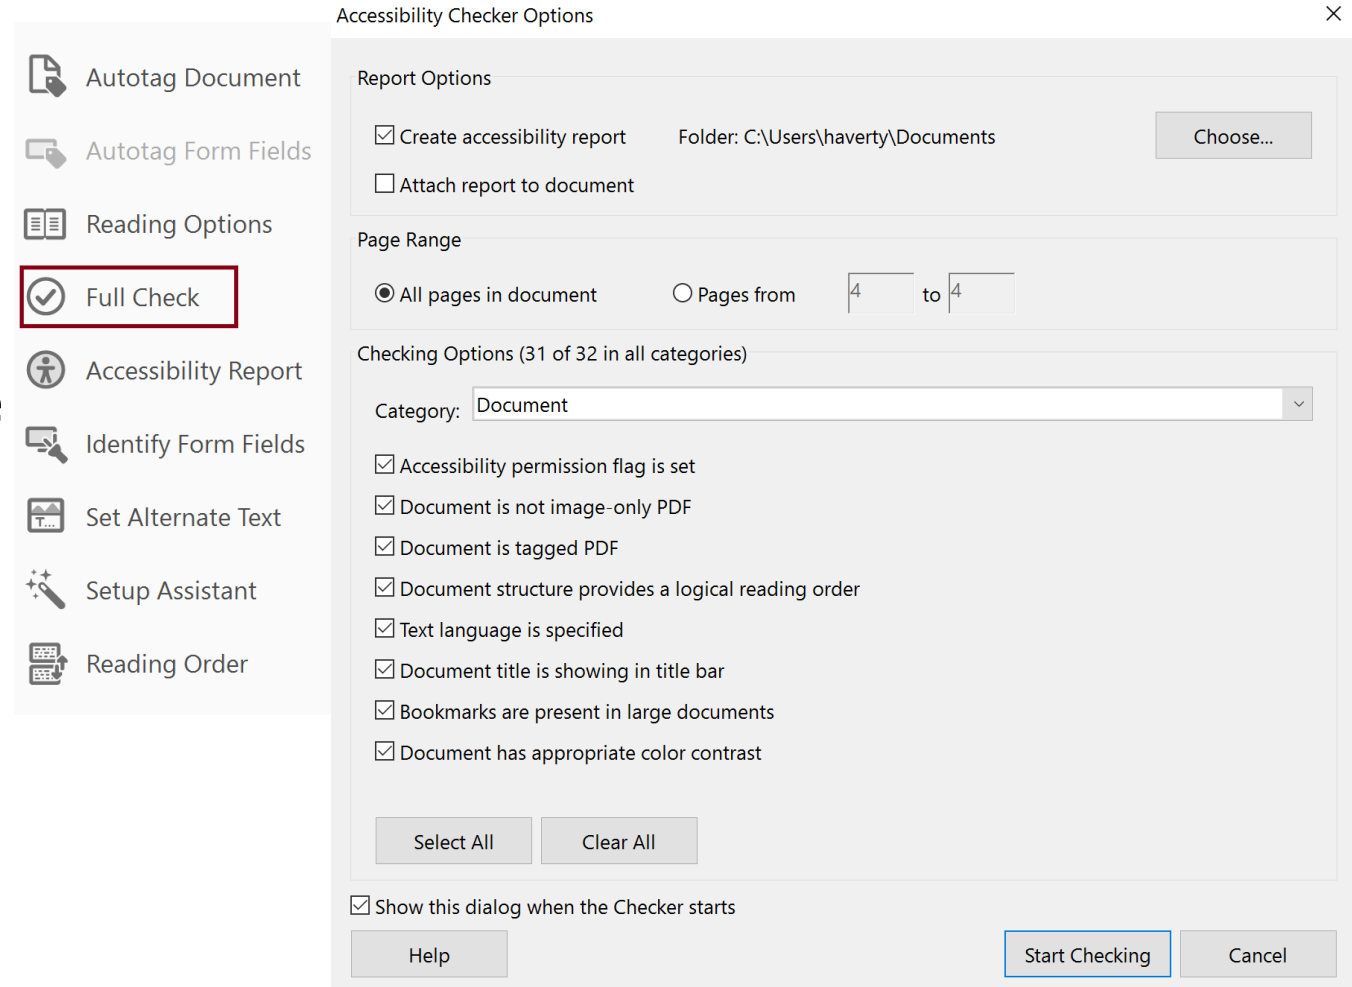 Accessibility Checker Options
Autotag Document
Autotag Form Fields
Reading Options
Full Check
Accessibility Report
Identify Form Fields
T... Set Alternate Text
Setup Assistant
Reading Order
Report Options
Create accessibility report Folder: C:\Users\haverty\Documents Choose...
Attach report to document
Page Range
All pages in document Pages from 4 to 4
Checking Options (31 of 32 in all categories)
Category: Document
Accessibility permission flag is set
Document is not image-only PDF
Document is tagged PDF
Document structure provides a logical reading order
Text language is specified
Document title is showing in title bar
Bookmarks are present in large documents
Document has appropriate color contrast
Select All Clear All
Show this dialog when the Checker starts
Help Start Checking Cancel